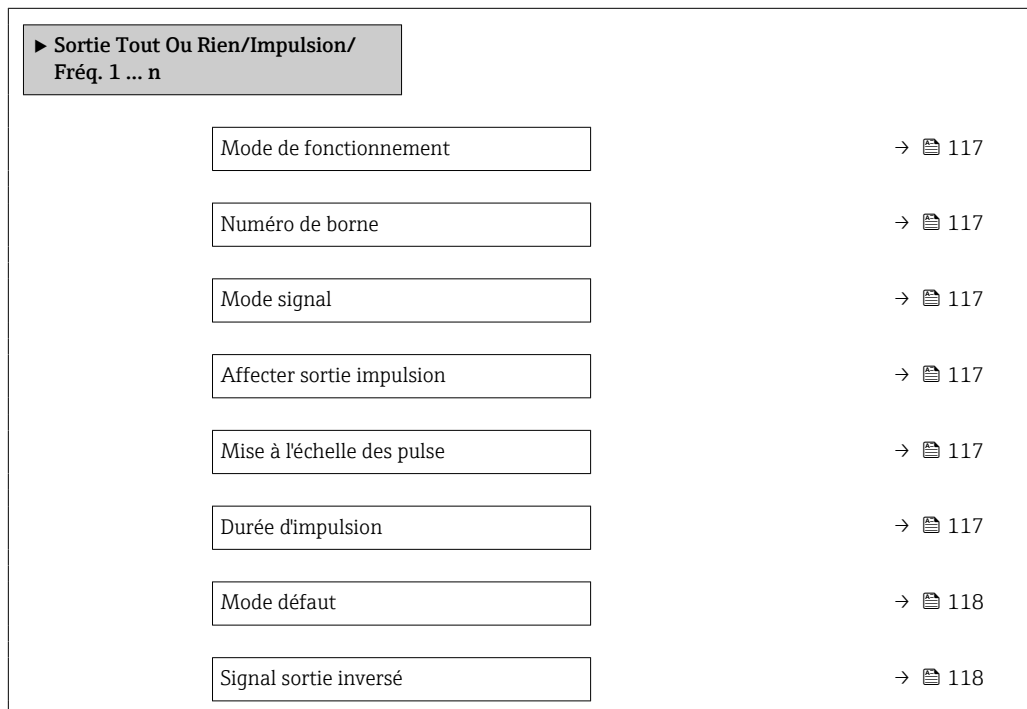 ► Sortie Tout Ou Rien/Impulsion/
Fréq. 1 ... n
Mode de fonctionnement → 117
Numéro de borne → 117
Mode signal → 117
Affecter sortie impulsion → 117
Mise à l'échelle des pulse → 117
Durée d'impulsion → 117
Mode défaut → 118
Signal sortie inversé → 118